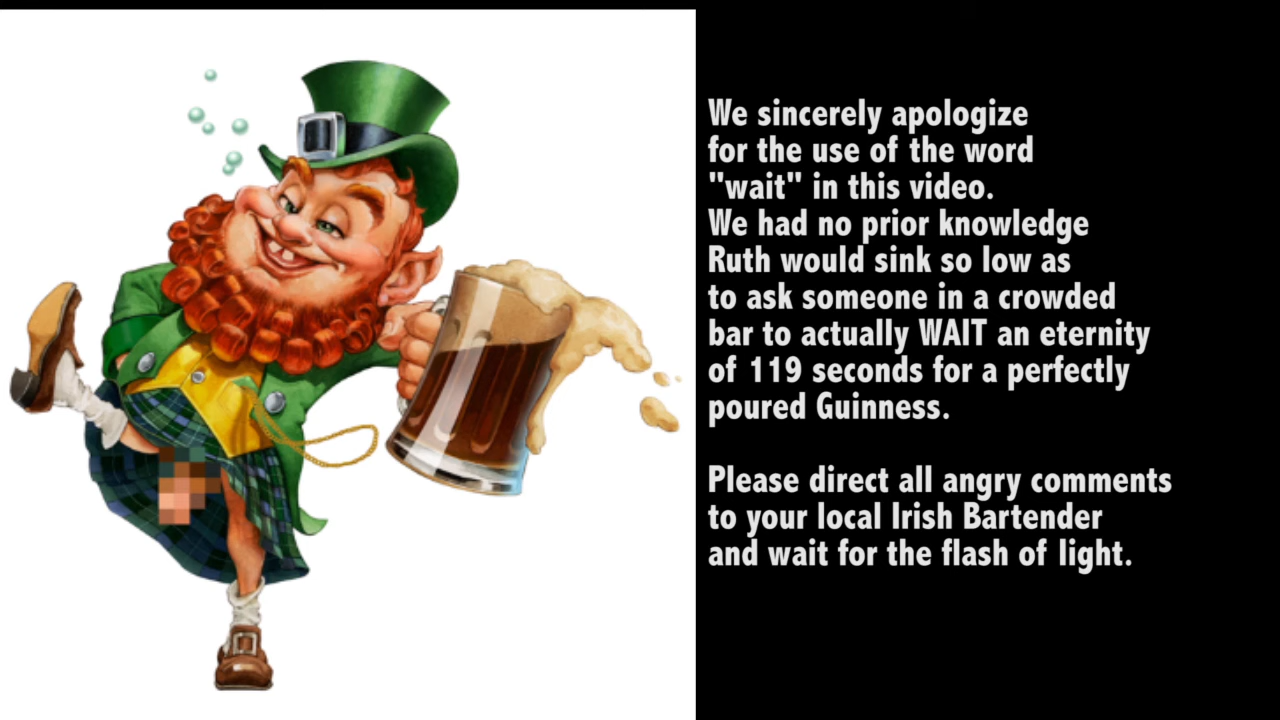 We sincerely apologize
for the use of the word
"wait" in this video.
We had no prior knowledge
Ruth would sink so low as
to ask someone in a crowded
bar to actually WAIT an eternity
of 119 seconds for a perfectly
poured Guinness.
Please direct all angry comments
to your local Irish Bartender
and wait for the flash of light.